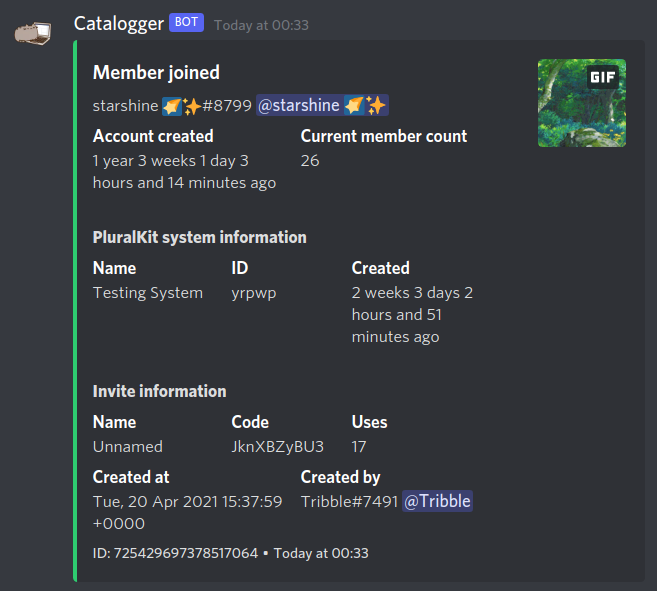 Catalogger BOT Today at 00:33
Member joined
GIF
starshine 🌠✨#8799 @starshine 🌠✨
Account created Current member count
1 year 3 weeks 1 day 3 26
hours and 14 minutes ago
PluralKit system information
Name ID Created
Testing System yrpwp 2 weeks 3 days 2
hours and 51
minutes ago
Invite information
Name Code Uses
Unnamed JknXBZyBU3 17
Created at Created by
Tue, 20 Apr 2021 15:37:59 Tribble#7491 @Tribble
+0000
ID: 725429697378517064 • Today at 00:33